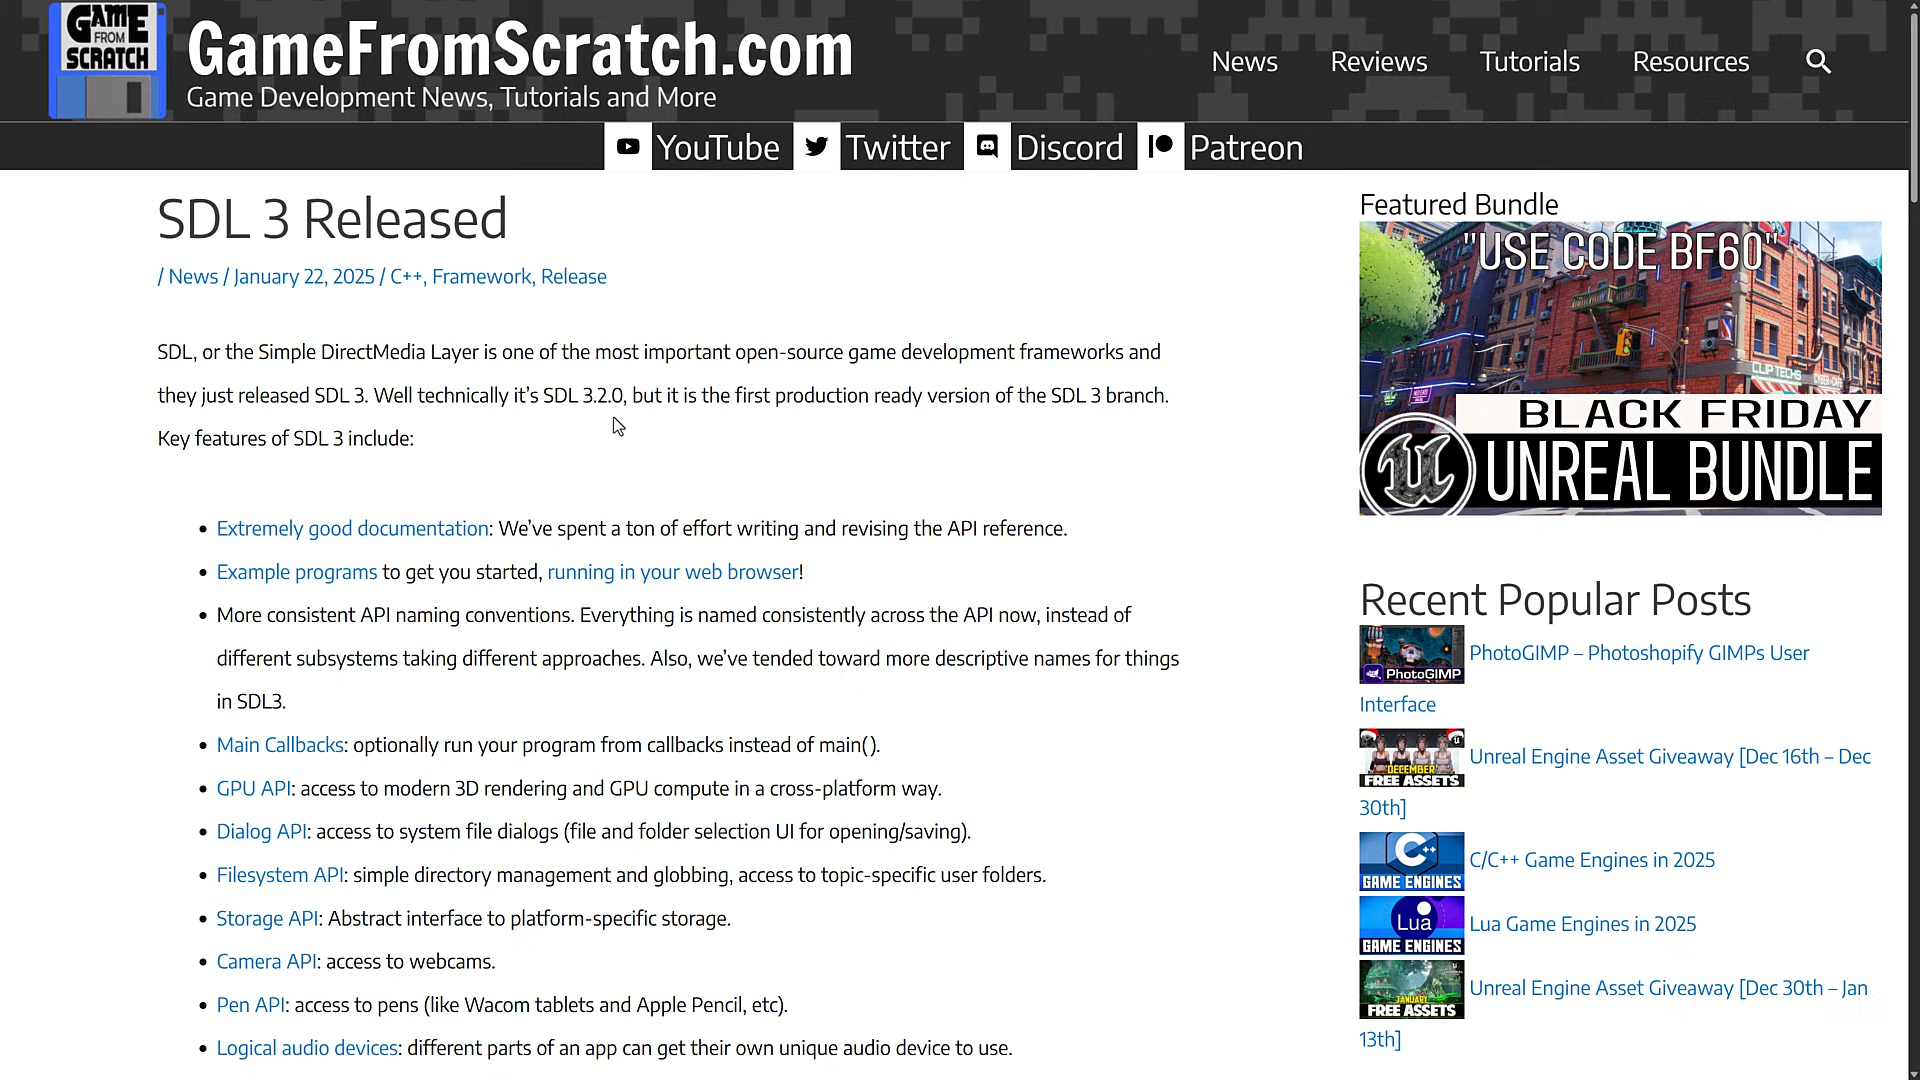 GAME
FROM
SCRATCH
GameFromScratch.com
Game Development News, Tutorials and More
News
Reviews
Tutorials
Resources
YouTube
Twitter
Discord
Patreon
SDL 3 Released
/ News / January 22, 2025 / C++, Framework, Release
SDL, or the Simple DirectMedia Layer is one of the most important open-source game development frameworks and
they just released SDL 3. Well technically it’s SDL 3.2.0, but it is the first production ready version of the SDL 3 branch.
Key features of SDL 3 include:
• Extremely good documentation: We’ve spent a ton of effort writing and revising the API reference.
• Example programs to get you started, running in your web browser!
• More consistent API naming conventions. Everything is named consistently across the API now, instead of
different subsystems taking different approaches. Also, we’ve tended toward more descriptive names for things
in SDL3.
• Main Callbacks: optionally run your program from callbacks instead of main().
• GPU API: access to modern 3D rendering and GPU compute in a cross-platform way.
• Dialog API: access to system file dialogs (file and folder selection UI for opening/saving).
• Filesystem API: simple directory management and globbing, access to topic-specific user folders.
• Storage API: Abstract interface to platform-specific storage.
• Camera API: access to webcams.
• Pen API: access to pens (like Wacom tablets and Apple Pencil, etc).
• Logical audio devices: different parts of an app can get their own unique audio device to use.
Featured Bundle
"USE CODE BF60"
CLIP TECHS
BLACK FRIDAY
UNREAL BUNDLE
Recent Popular Posts
PhotoGIMP
PhotoGIMP – Photoshopify GIMPs User
Interface
DECEMBER
FREE ASSETS
Unreal Engine Asset Giveaway [Dec 16th – Dec
30th]
C++
GAME ENGINES
C/C++ Game Engines in 2025
Lua
GAME ENGINES
Lua Game Engines in 2025
JANUARY
FREE ASSETS
Unreal Engine Asset Giveaway [Dec 30th – Jan
13th]